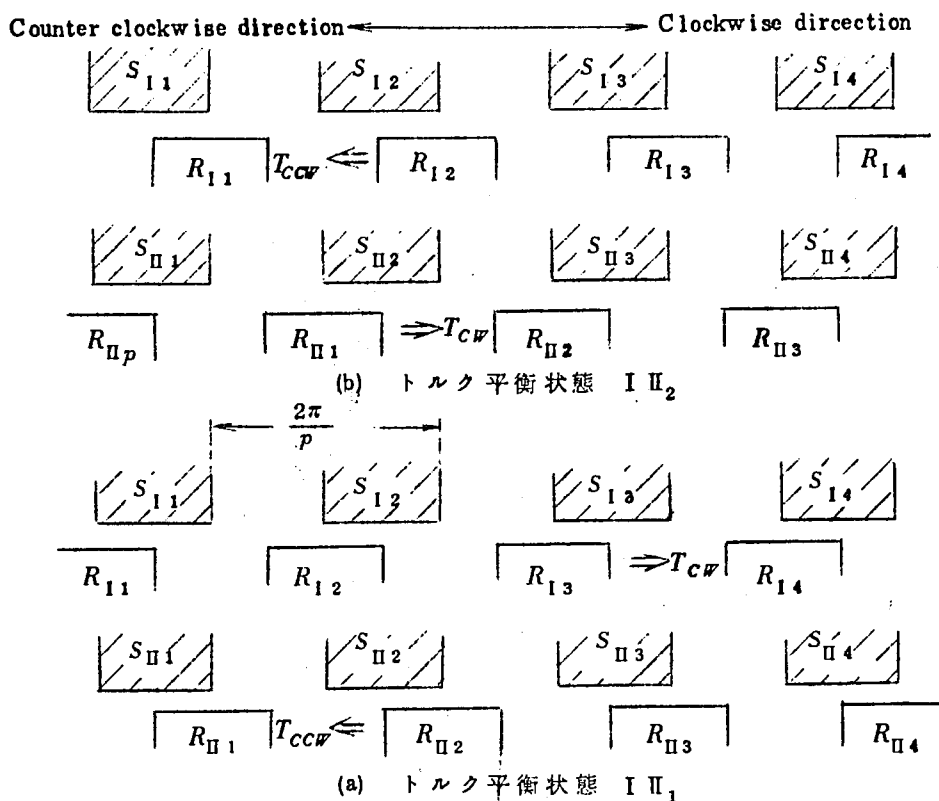 Counter clockwise direction Clockwise dircection
S I 1 S I 2 S I 3 S I 4
R I 1 T CCW R I 2 R I 3 R I 4
S II 1 S II 2 S II 3 S II 4
R II p R II 1 T CW R II 2 R II 3
(b) トルク平衡状態 I II 2
2π/p
S I 1 S I 2 S I 3 S I 4
R I 1 R I 2 R I 3 T CW R I 4
S II 1 S II 2 S II 3 S II 4
R II 1 T CCW R II 2 R II 3 R II 4
(a) トルク平衡状態 I II 1